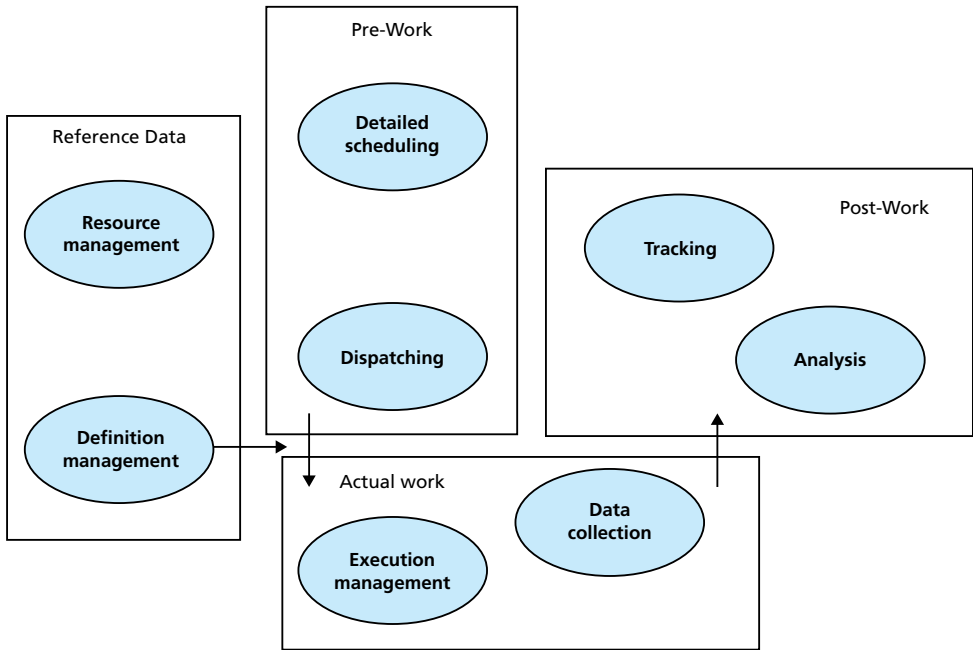 Pre-Work
Detailed
scheduling
Dispatching
Reference Data
Resource
management
Definition
management
Post-Work
Tracking
Analysis
Actual work
Data
collection
Execution
management